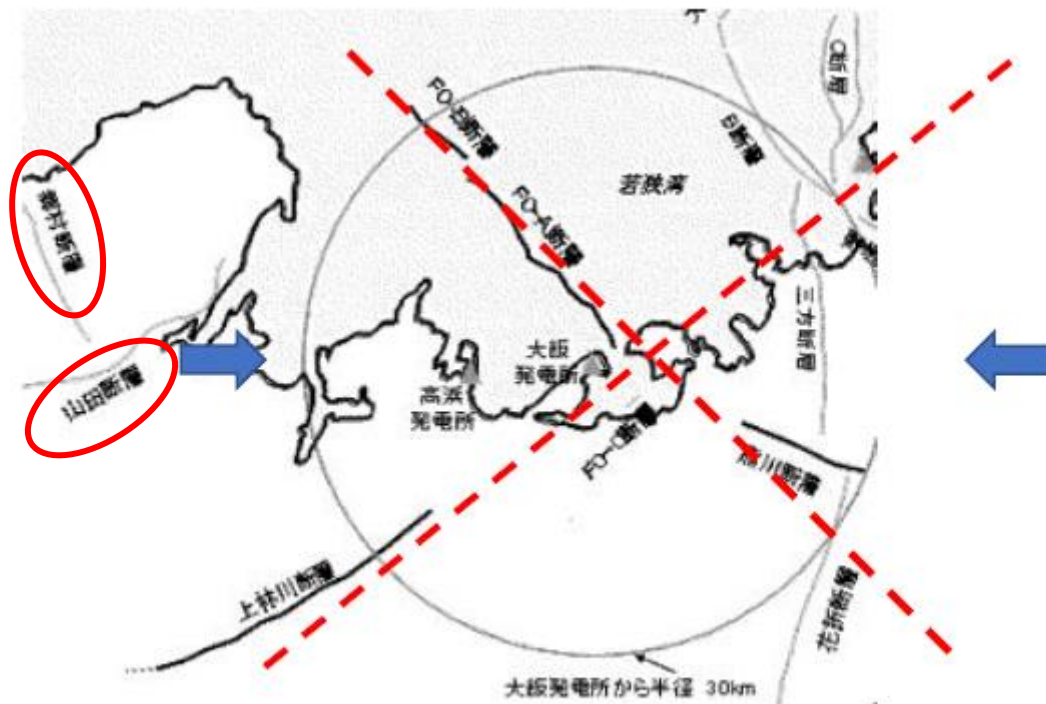 FO-B断層
C断層
B断層
若狭湾
FO-A断層
郷村断層
三方断層
大飯
発電所
山田断層
高浜
発電所
FO-C断層
熊川断層
上林川断層
花折断層
大飯発電所から半径 30km